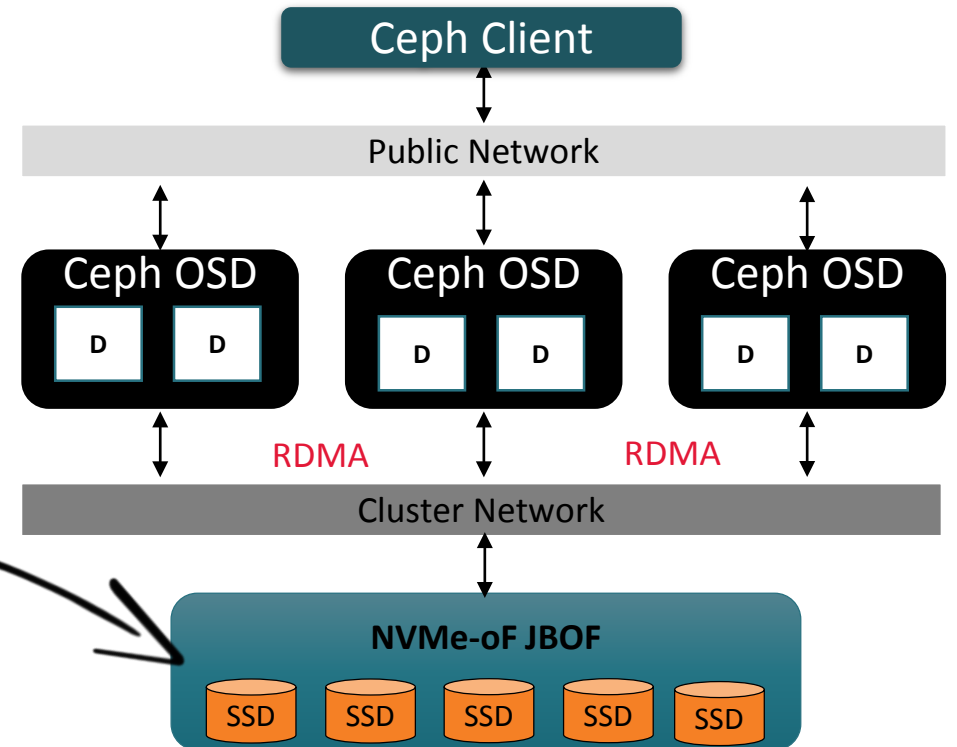 Ceph Client
Public Network
Ceph OSD
D D
Ceph OSD
D D
Ceph OSD
D D
RDMA RDMA
Cluster Network
NVMe-oF JBOF
SSD SSD SSD SSD SSD